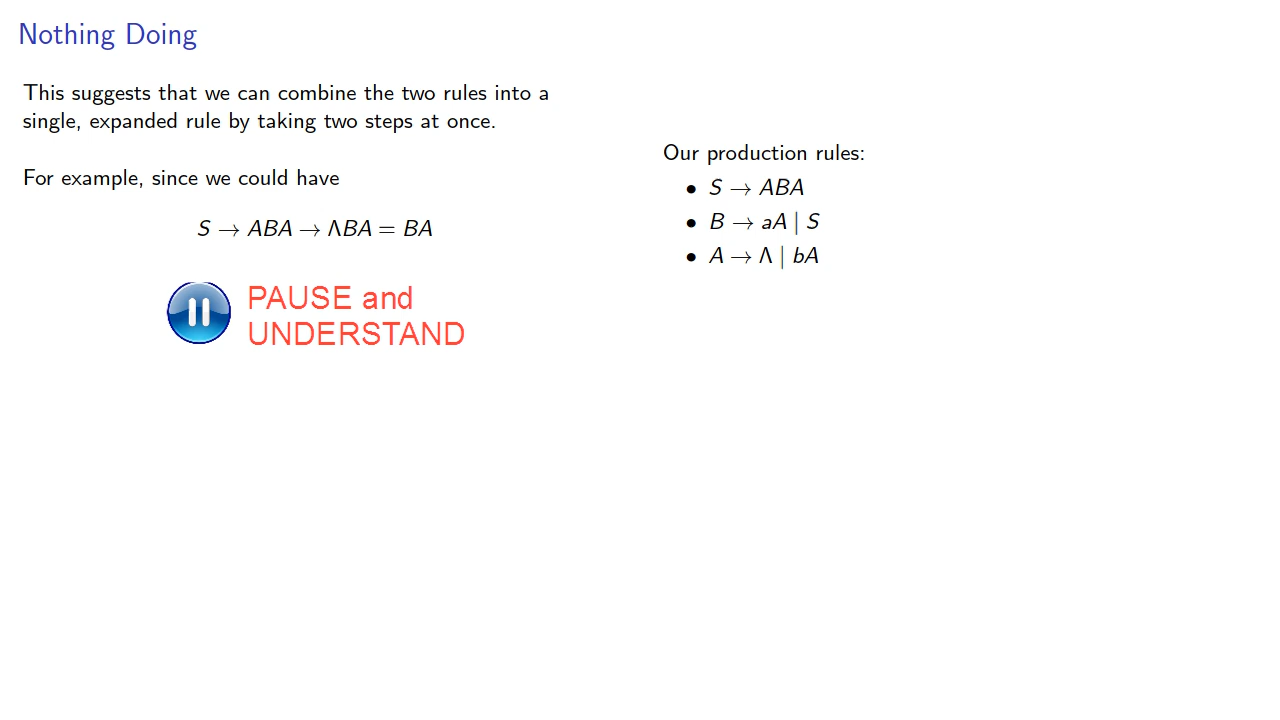 Nothing Doing
This suggests that we can combine the two rules into a
single, expanded rule by taking two steps at once.
For example, since we could have
S → ABA → ΛBA = BA
PAUSE and
UNDERSTAND
Our production rules:
• S → ABA
• B → aA | S
• A → Λ | bA